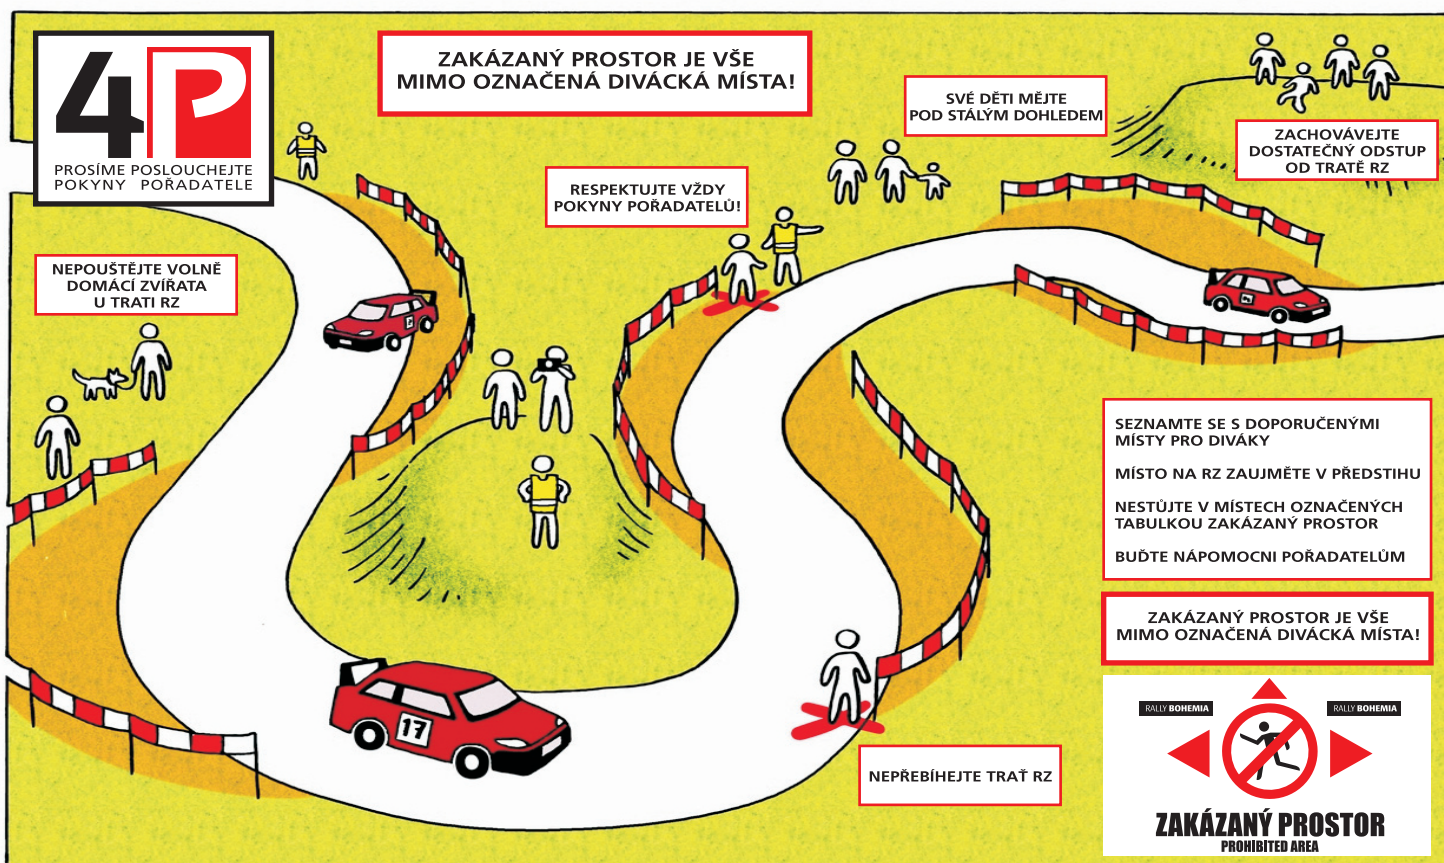 4P
PROSÍME POSLOUCHEJTE
POKYNY POŘADATELE
ZAKÁZANÝ PROSTOR JE VŠE
MIMO OZNAČENÁ DIVÁCKÁ MÍSTA!
SVÉ DĚTI MĚJTE
POD STÁLÝM DOHLEDEM
ZACHOVÁVEJTE
DOSTATEČNÝ ODSTUP
OD TRATĚ RZ
RESPEKTUJTE VŽDY
POKYNY POŘADATELŮ!
NEPOUŠTĚJTE VOLNĚ
DOMÁCÍ ZVÍŘATA
U TRATI RZ
SEZNAMTE SE S DOPORUČENÝMI
MÍSTY PRO DIVÁKY
MÍSTO NA RZ ZAUJMĚTE V PŘEDSTIHU
NESTŮJTE V MÍSTECH OZNAČENÝCH
TABULKOU ZAKÁZANÝ PROSTOR
BUĎTE NÁPOMOCNI POŘADATELŮM
ZAKÁZANÝ PROSTOR JE VŠE
MIMO OZNAČENÁ DIVÁCKÁ MÍSTA!
17
NEPŘEBÍHEJTE TRAŤ RZ
RALLY BOHEMIA
RALLY BOHEMIA
ZAKÁZANÝ PROSTOR
PROHIBITED AREA